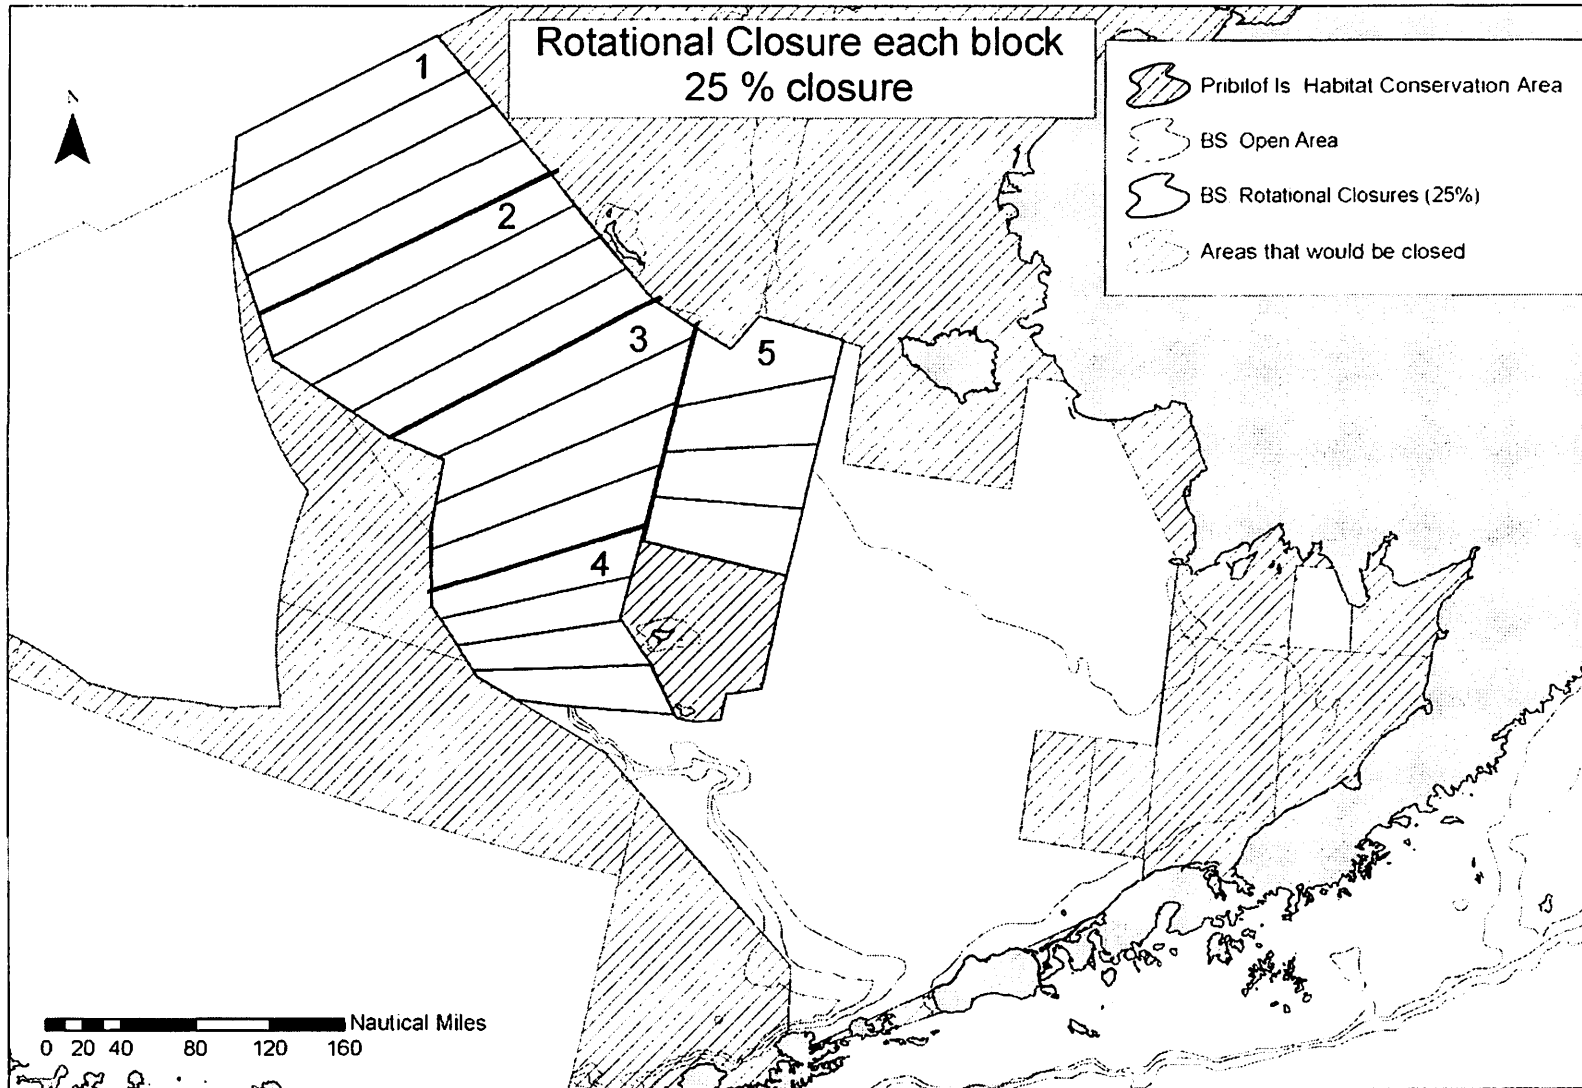 Rotational Closure each block
25 % closure
N
Pribilof Is Habitat Conservation Area
BS Open Area
BS Rotational Closures (25%)
Areas that would be closed
1
2
3
5
4
Nautical Miles
0 20 40 80 120 160